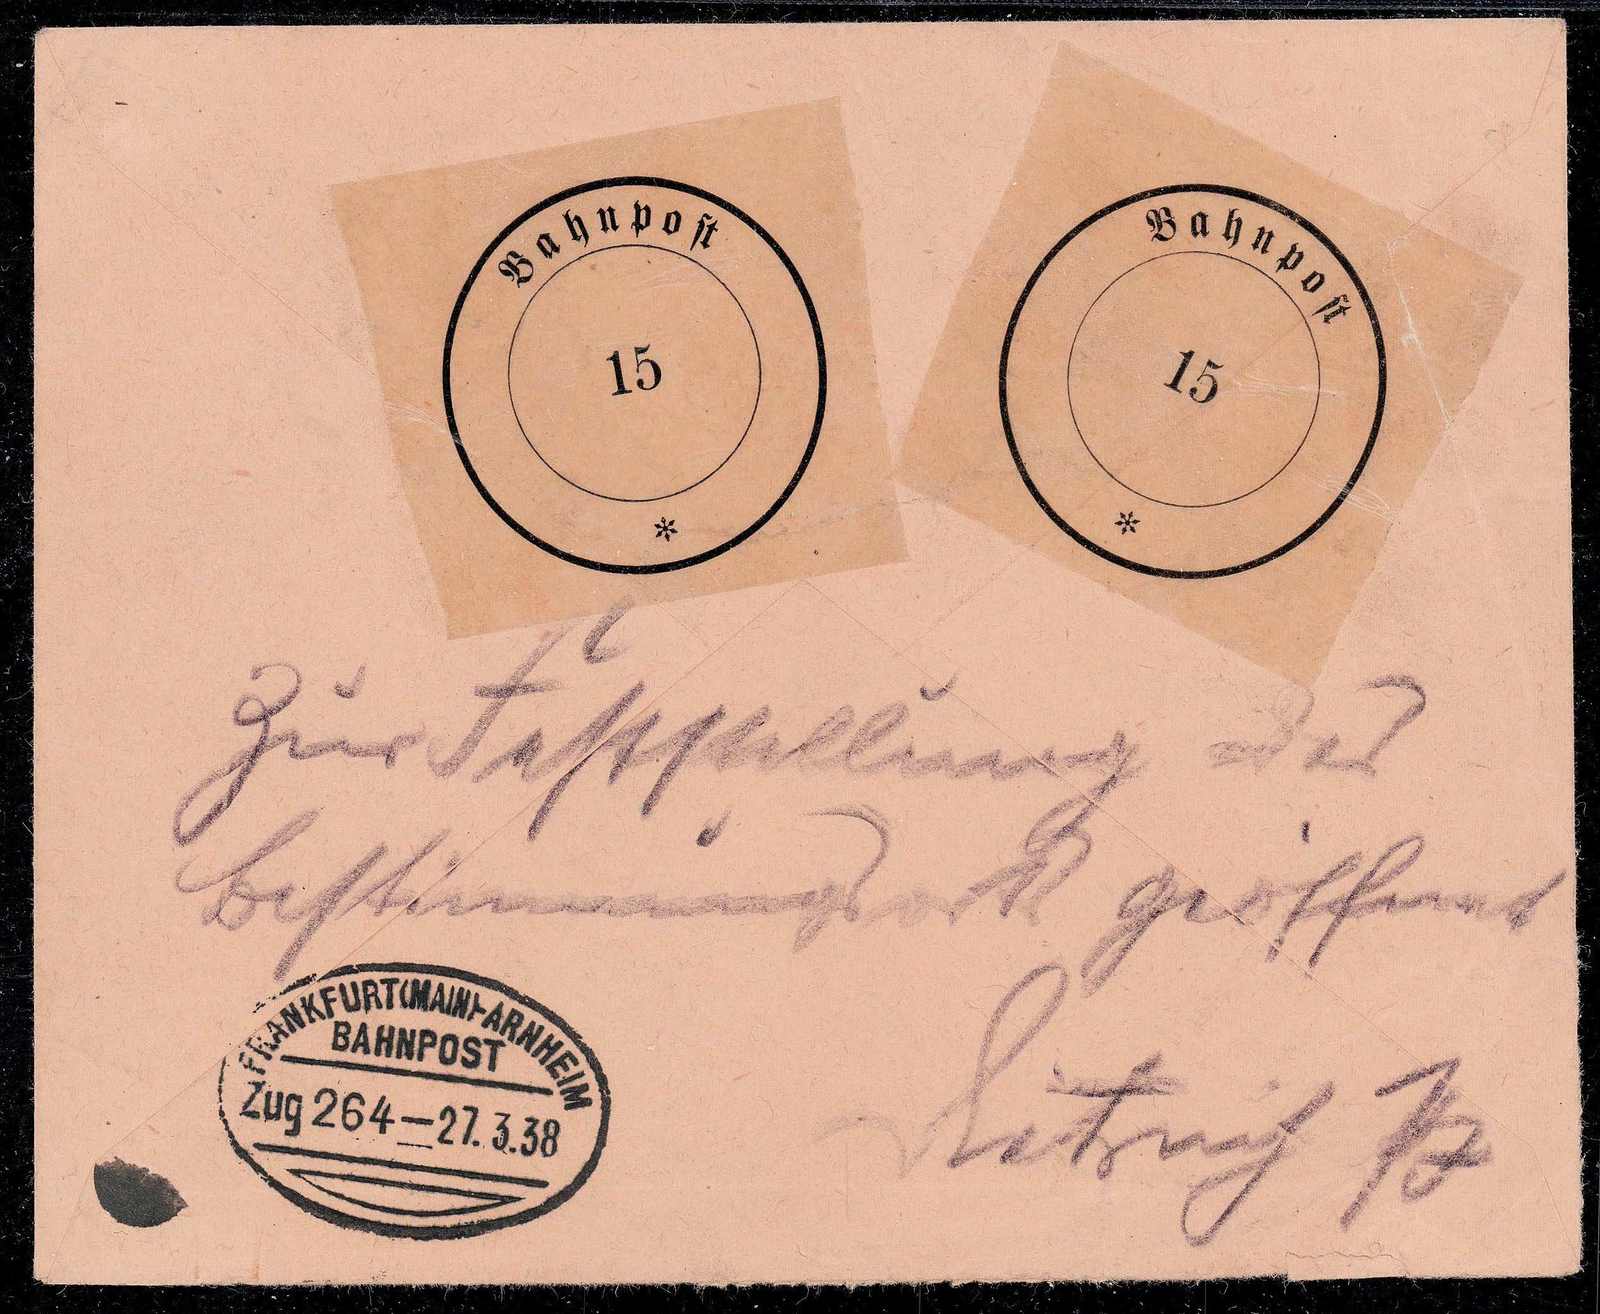 Bahnpost
15
*
Bahnpost
15
*
Zur Feststellung des
Bestimmungsorts geöffnet
FRANKFURT(MAIN)-ARNHEIM
BAHNPOST
Zug 264-27.3.38